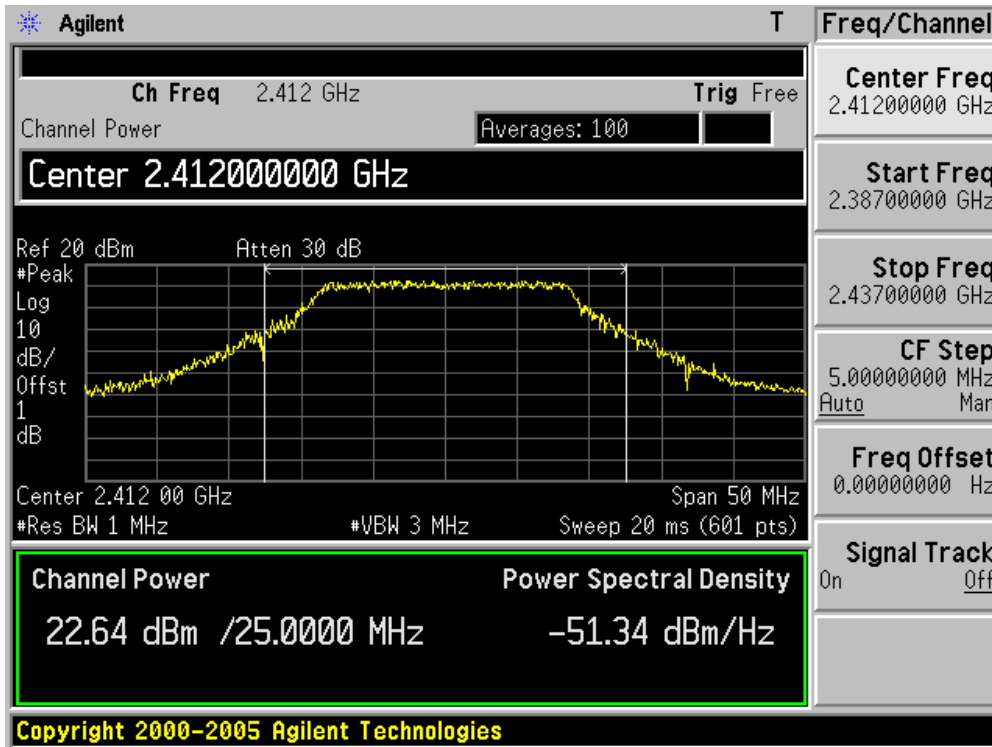 Agilent T
Ch Freq 2.412 GHz Trig Free
Channel Power Averages: 100
Center 2.412000000 GHz
Ref 20 dBm Atten 30 dB
#Peak
Log
10
dB/
Offst
1
dB
Center 2.412 00 GHz Span 50 MHz
#Res BW 1 MHz #VBW 3 MHz Sweep 20 ms (601 pts)
Channel Power Power Spectral Density
22.64 dBm /25.0000 MHz -51.34 dBm/Hz
Copyright 2000-2005 Agilent Technologies
Freq/Channel
Center Freq
2.41200000 GHz
Start Freq
2.38700000 GHz
Stop Freq
2.43700000 GHz
CF Step
5.00000000 MHz
Auto Man
Freq Offset
0.00000000 Hz
Signal Track
On Off